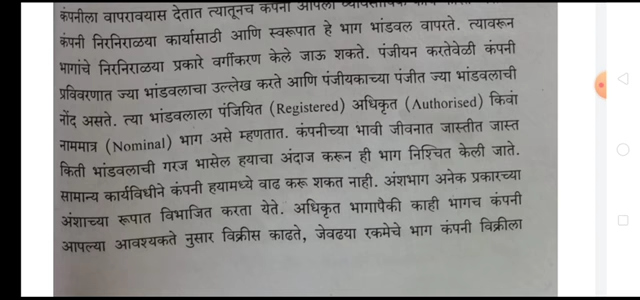 कंपनीला वापरावयास देतात त्यातूनच कंपनी आपली व्यावसायिक
कंपनी निरनिराळया कार्यासाठी आणि स्वरूपात हे भाग भांडवल वापरते. त्यावरून
भागांचे निरनिराळया प्रकारे वर्गीकरण केले जाऊ शकते. पंजीयन करतेवेळी कंपनी
प्रविवरणात ज्या भांडवलाचा उल्लेख करते आणि पंजीयकाच्या पंजीत ज्या भांडवलाची
नोंद असते. त्या भांडवलाला पंजियित (Registered) अधिकृत (Authorised) किंवा
नाममात्र (Nominal) भाग असे म्हणतात. कंपनीच्या भावी जीवनात जास्तीत जास्त
किती भांडवलाची गरज भासेल हयाचा अंदाज करून ही भाग निश्चित केली जाते.
सामान्य कार्यविधीने कंपनी हयामध्ये वाढ करू शकत नाही. अंशभाग अनेक प्रकारच्या
अंशाच्या रूपात विभाजित करता येते. अधिकृत भागापैकी काही भागच कंपनी
आपल्या आवश्यकते नुसार विक्रीस काढते, जेवढया रकमेचे भाग कंपनी विक्रीला